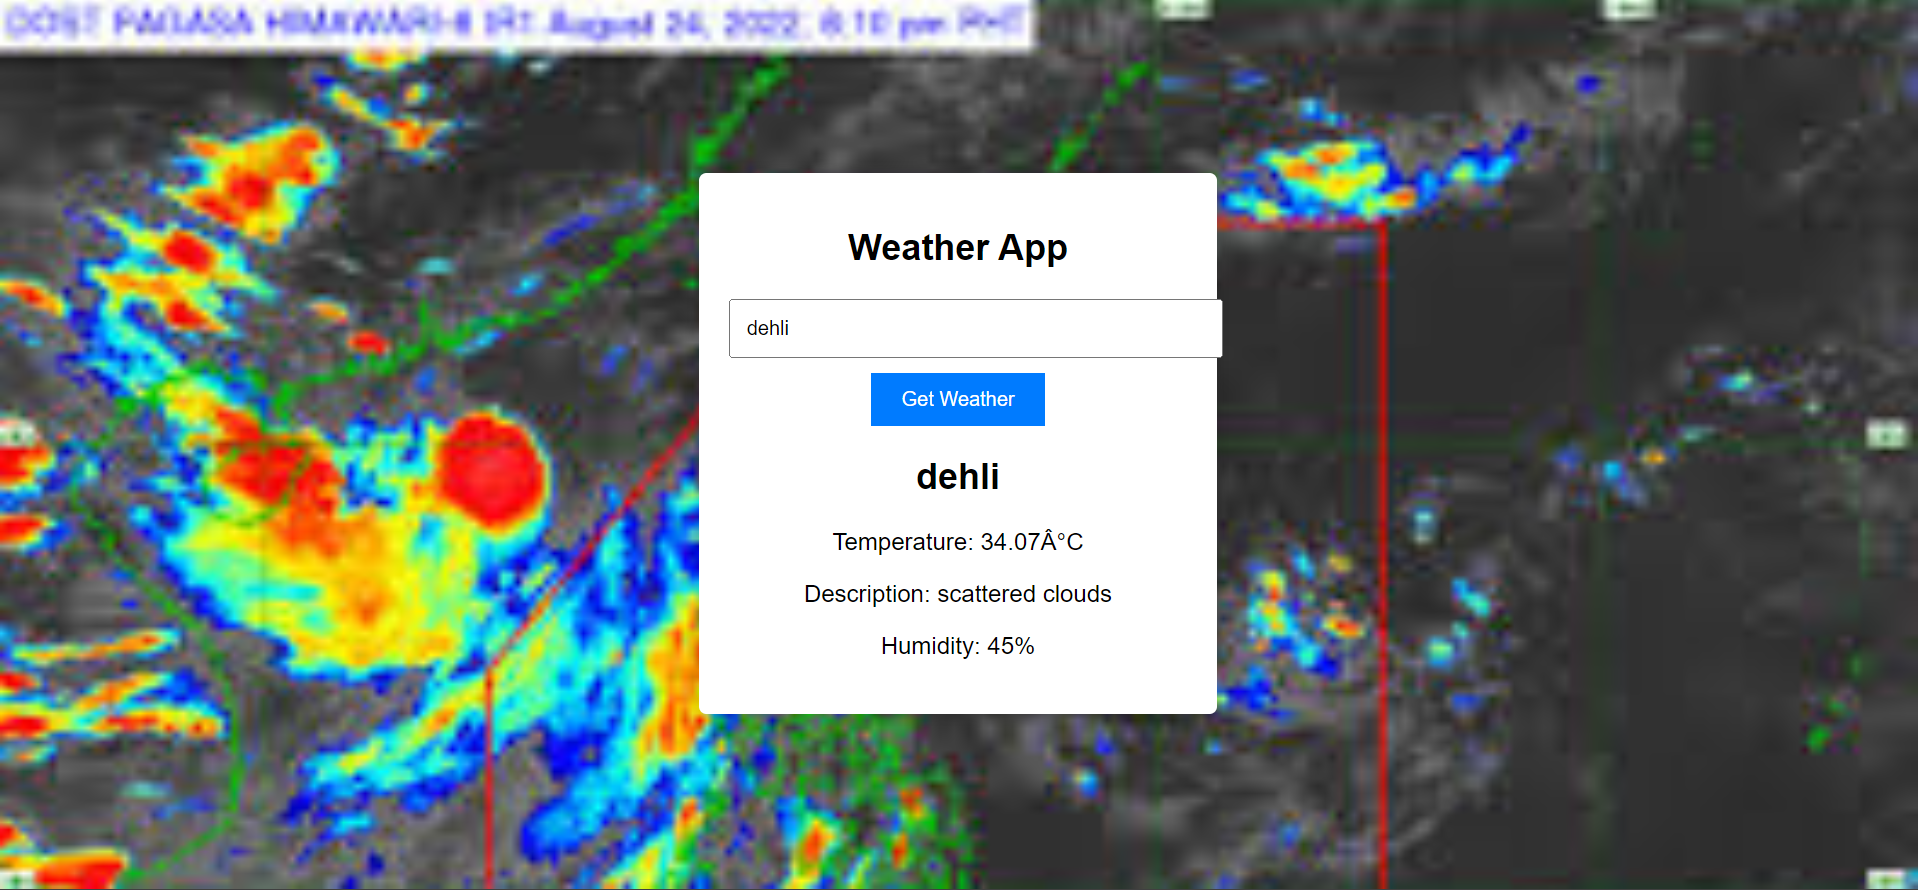 DOST PAGASA HIMAWARI-8 IR1 August 24, 2022, 6:10 pm PHT
Weather App
dehli
Get Weather
dehli
Temperature: 34.07Â°C
Description: scattered clouds
Humidity: 45%